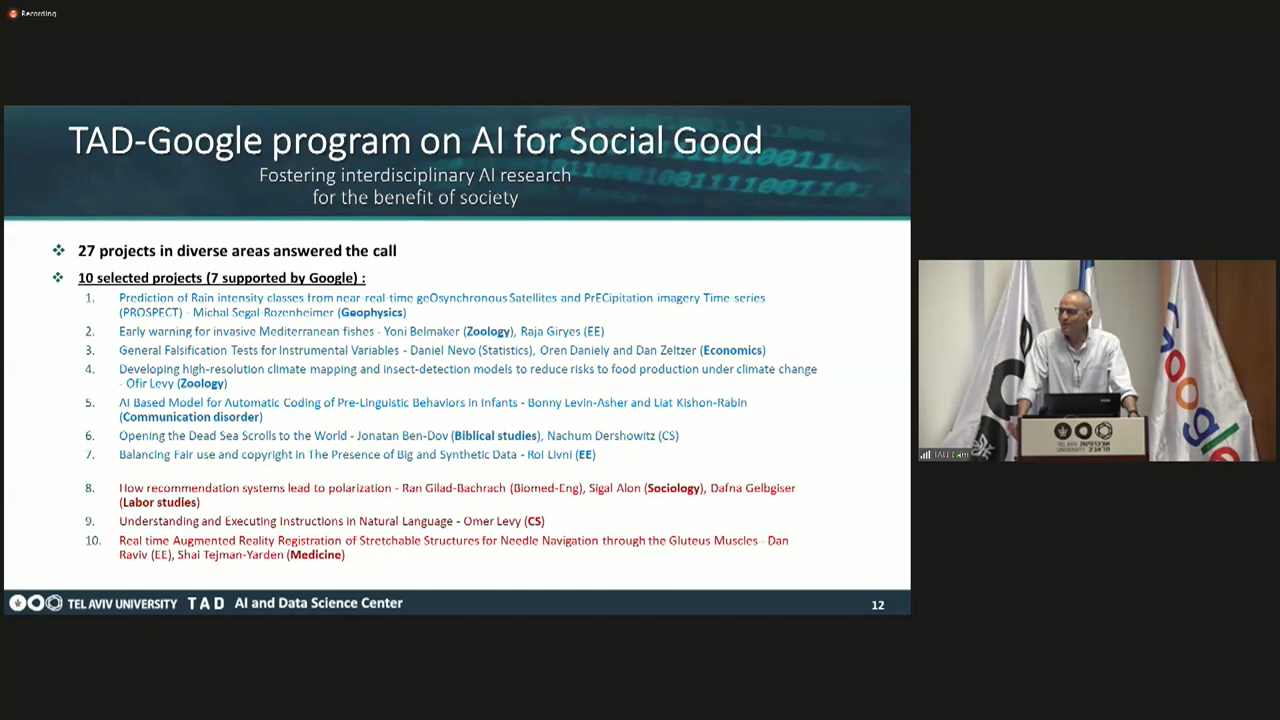 Recording
TAD-Google program on AI for Social Good
Fostering interdisciplinary AI research
for the benefit of society
❖ 27 projects in diverse areas answered the call
❖ 10 selected projects (7 supported by Google) :
1. Prediction of Rain intensity classes from near-real-time geOsynchronous Satellites and PrECipitation imagery Time-series
(PROSPECT) - Michal Segal-Rozenheimer (Geophysics)
2. Early warning for invasive Mediterranean fishes - Yoni Belmaker (Zoology), Raja Giryes (EE)
3. General Falsification Tests for Instrumental Variables - Daniel Nevo (Statistics), Oren Danieli and Dan Zeltzer (Economics)
4. Developing high-resolution climate mapping and insect-detection models to reduce risks to food production under climate change
- Ofir Levy (Zoology)
5. AI Based Model for Automatic Coding of Pre-Linguistic Behaviors in Infants - Bonny Levin-Asher and Liat Kishon-Rabin
(Communication disorder)
6. Opening the Dead Sea Scrolls to the World - Jonatan Ben-Dov (Biblical studies), Nachum Dershowitz (CS)
7. Balancing Fair use and copyright in The Presence of Big and Synthetic Data - Roi Livni (EE)
8. How recommendation systems lead to polarization - Ran Gilad-Bachrach (Biomed-Eng), Sigal Alon (Sociology), Dafna Gelbgiser
(Labor studies)
9. Understanding and Executing Instructions in Natural Language - Omer Levy (CS)
10. Real time Augmented Reality Registration of Stretchable Structures for Needle Navigation through the Gluteus Muscles - Dan
Raviv (EE), Shai Tejman-Yarden (Medicine)
TEL AVIV UNIVERSITY TAD AI and Data Science Center
12
Google
TEL AVIV UNIVERSITY אוניברסיטת תל אביב
TAU Cam